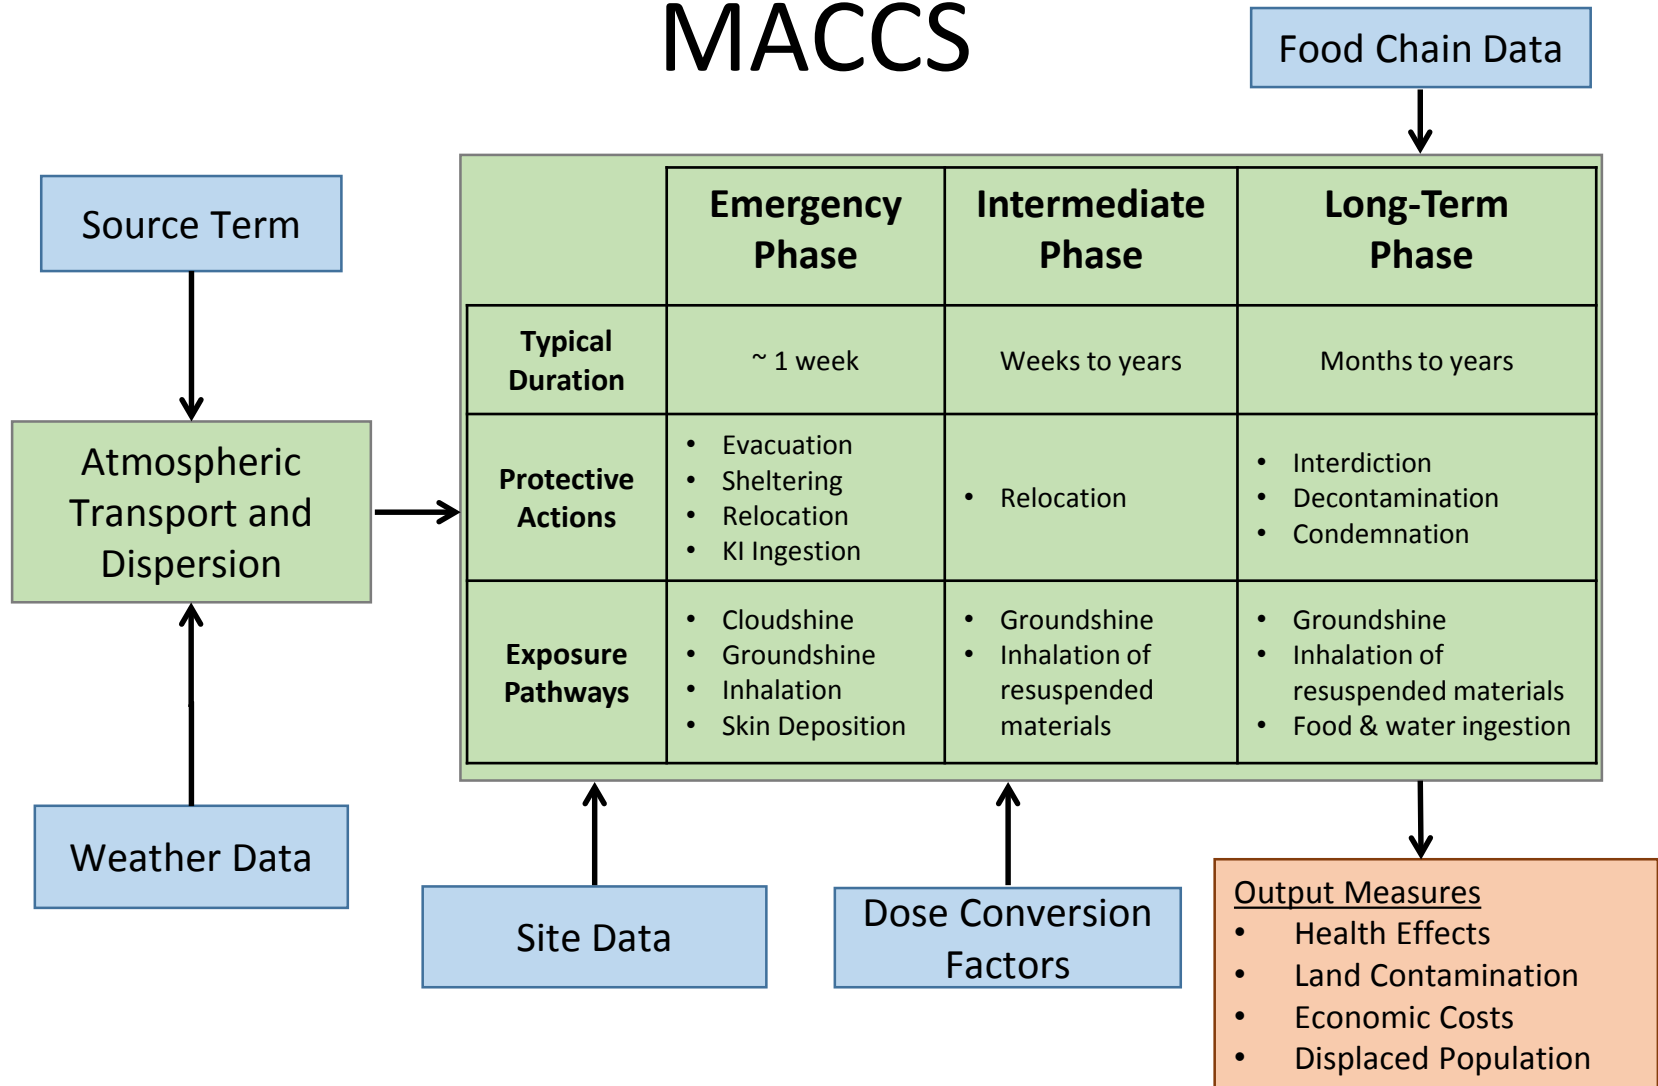 MACCS
Food Chain Data
Source Term
Atmospheric
Transport and
Dispersion
Weather Data
Emergency
Phase
Intermediate
Phase
Long-Term
Phase
Typical
Duration
~ 1 week
Weeks to years
Months to years
Protective
Actions
• Evacuation
• Sheltering
• Relocation
• KI Ingestion
• Relocation
• Interdiction
• Decontamination
• Condemnation
Exposure
Pathways
• Cloudshine
• Groundshine
• Inhalation
• Skin Deposition
• Groundshine
• Inhalation of
resuspended
materials
• Groundshine
• Inhalation of
resuspended materials
• Food & water ingestion
Site Data
Dose Conversion
Factors
Output Measures
• Health Effects
• Land Contamination
• Economic Costs
• Displaced Population